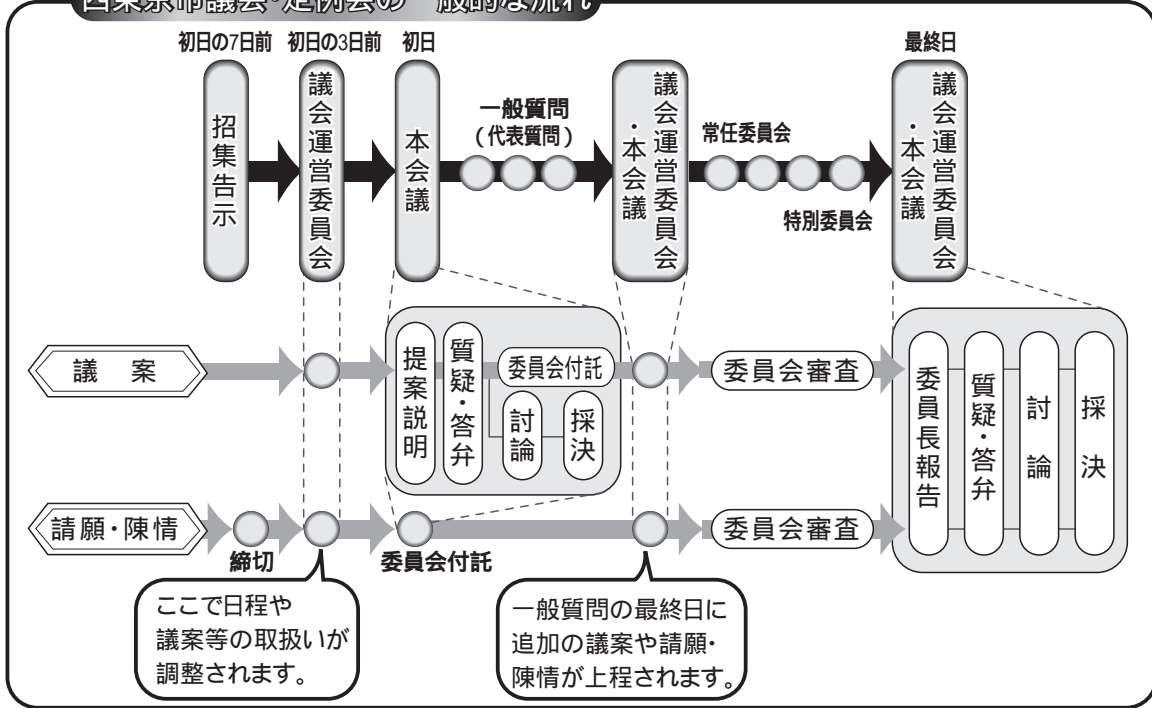 西東京市議会・定例会の一般的な流れ
初日の7日前
初日の3日前
初日
最終日
招集告示
議会運営委員会
本会議
一般質問
(代表質問)
議会運営委員会
・本会議
常任委員会
特別委員会
議会運営委員会
・本会議
議 案
提案説明
質疑・答弁
委員会付託
討論
採決
委員会審査
委員長報告
質疑・答弁
討 論
採 決
請願・陳情
締切
委員会付託
委員会審査
ここで日程や
議案等の取扱いが
調整されます。
一般質問の最終日に
追加の議案や請願・
陳情が上程されます。